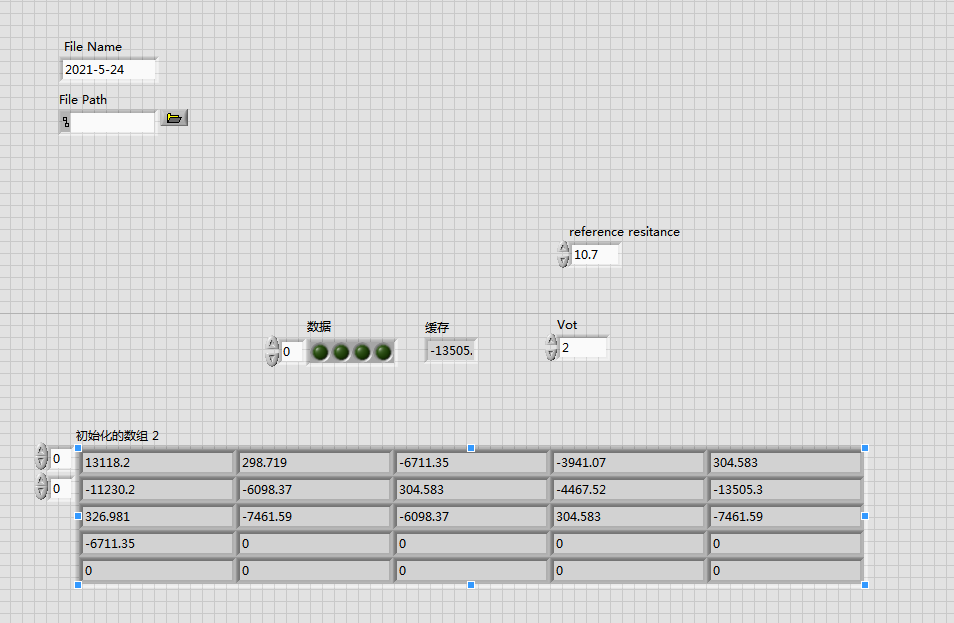 File Name
2021-5-24
File Path
reference resitance
10.7
数据
缓存
Vot
0
-13505.
2
初始化的数组 2
0
13118.2 298.719 -6711.35 -3941.07 304.583
0
-11230.2 -6098.37 304.583 -4467.52 -13505.3
326.981 -7461.59 -6098.37 304.583 -7461.59
-6711.35 0 0 0 0
0 0 0 0 0